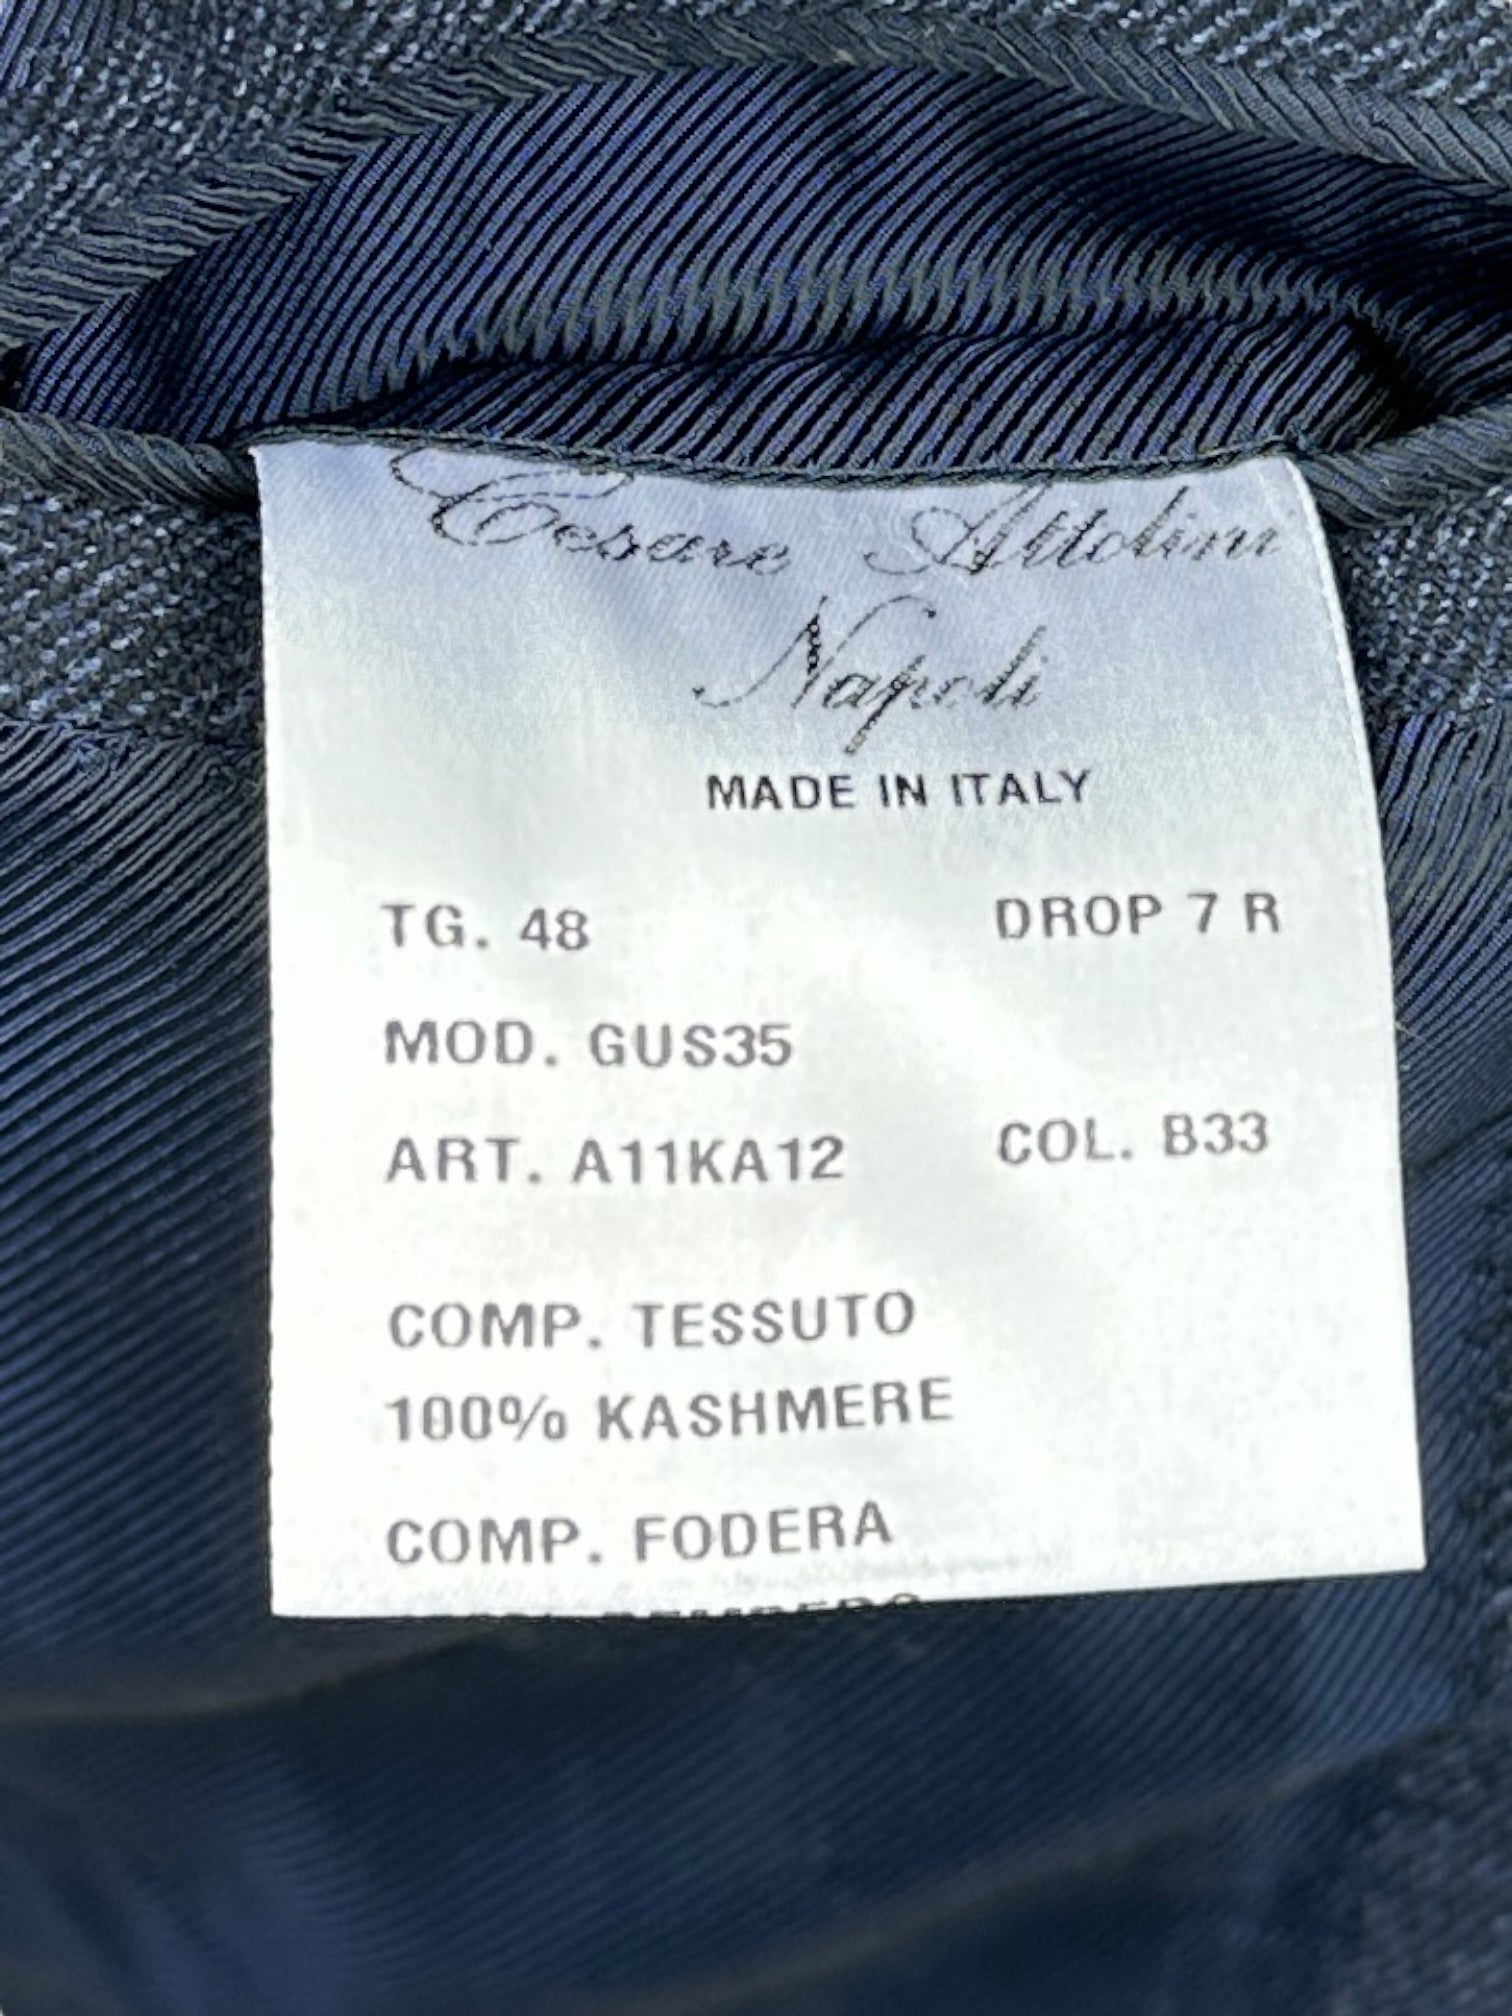 Cesare Attolini
Napoli
MADE IN ITALY
TG. 48 DROP 7 R
MOD. GUS35
ART. A11KA12 COL. B33
COMP. TESSUTO
100% KASHMERE
COMP. FODERA